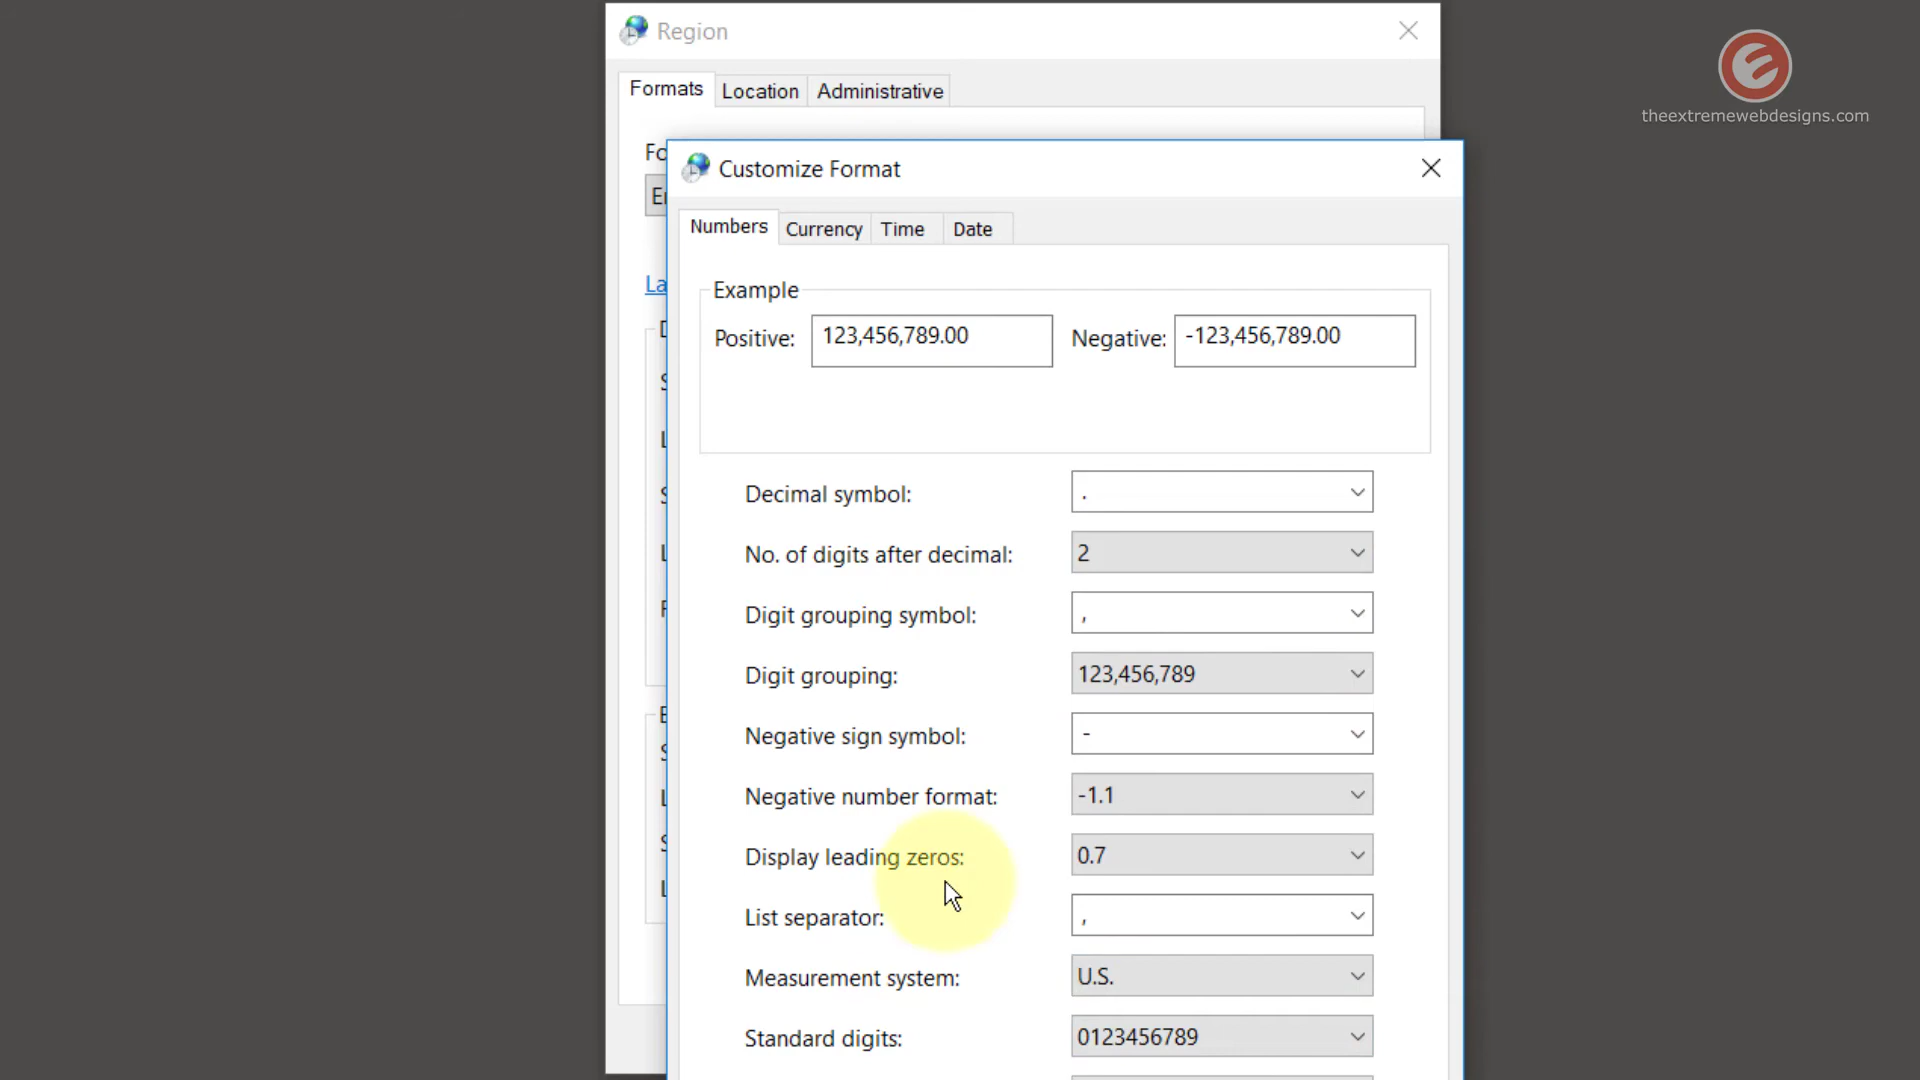 Region
theextremewebdesigns.com
Formats Location Administrative
Customize Format
Numbers Currency Time Date
Example
Positive: 123,456,789.00 Negative: -123,456,789.00
Decimal symbol: .
No. of digits after decimal: 2
Digit grouping symbol: ,
Digit grouping: 123,456,789
Negative sign symbol: -
Negative number format: -1.1
Display leading zeros: 0.7
List separator: ,
Measurement system: U.S.
Standard digits: 0123456789